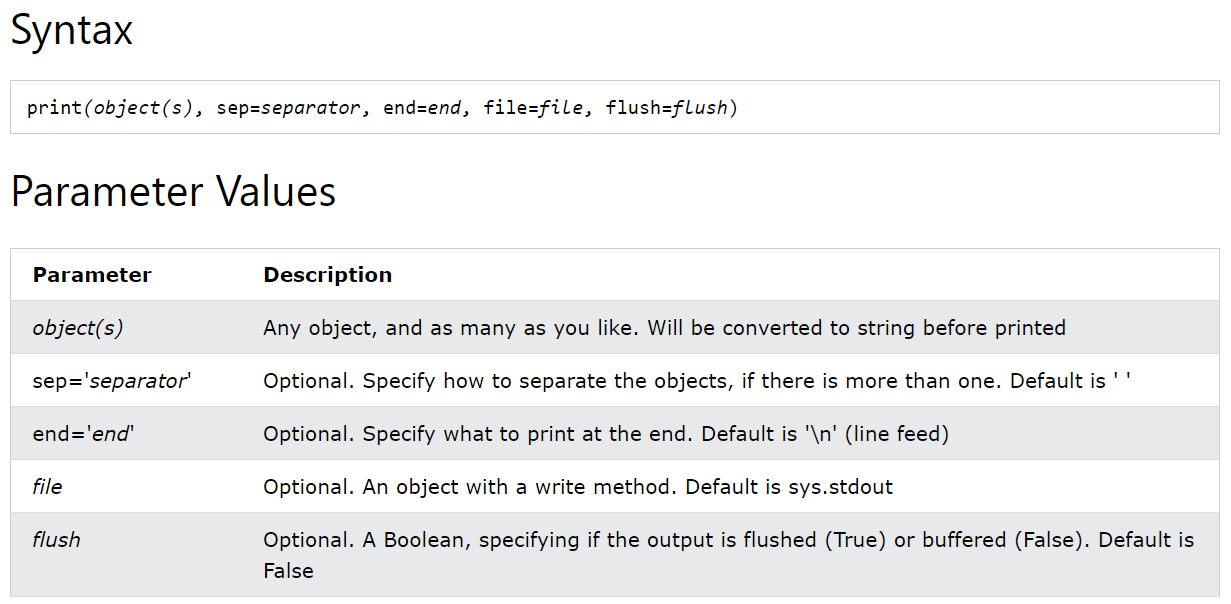 Syntax
print(object(s), sep=separator, end=end, file=file, flush=flush)
Parameter Values
Parameter Description
object(s) Any object, and as many as you like. Will be converted to string before printed
sep='separator' Optional. Specify how to separate the objects, if there is more than one. Default is ' '
end='end' Optional. Specify what to print at the end. Default is '\n' (line feed)
file Optional. An object with a write method. Default is sys.stdout
flush Optional. A Boolean, specifying if the output is flushed (True) or buffered (False). Default is
False